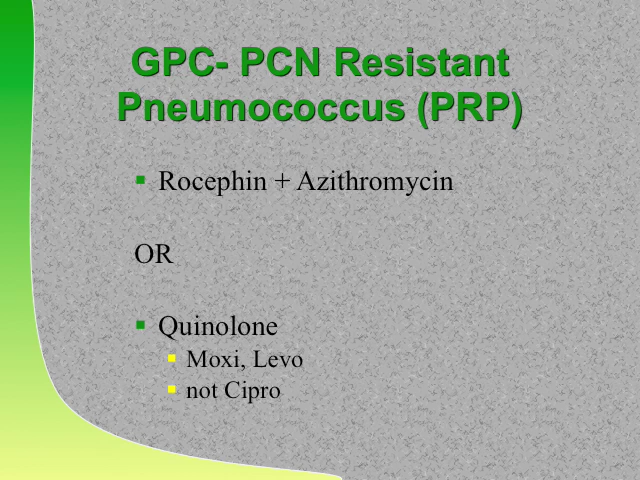 GPC- PCN Resistant
Pneumococcus (PRP)
Rocephin + Azithromycin
OR
Quinolone
Moxi, Levo
not Cipro